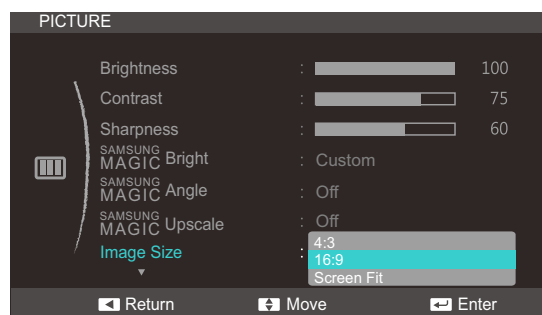 PICTURE
Brightness : 100
Contrast : 75
Sharpness : 60
SAMSUNG MAGIC Bright : Custom
SAMSUNG MAGIC Angle : Off
SAMSUNG MAGIC Upscale : Off
Image Size :
4:3
16:9
Screen Fit
Return Move Enter